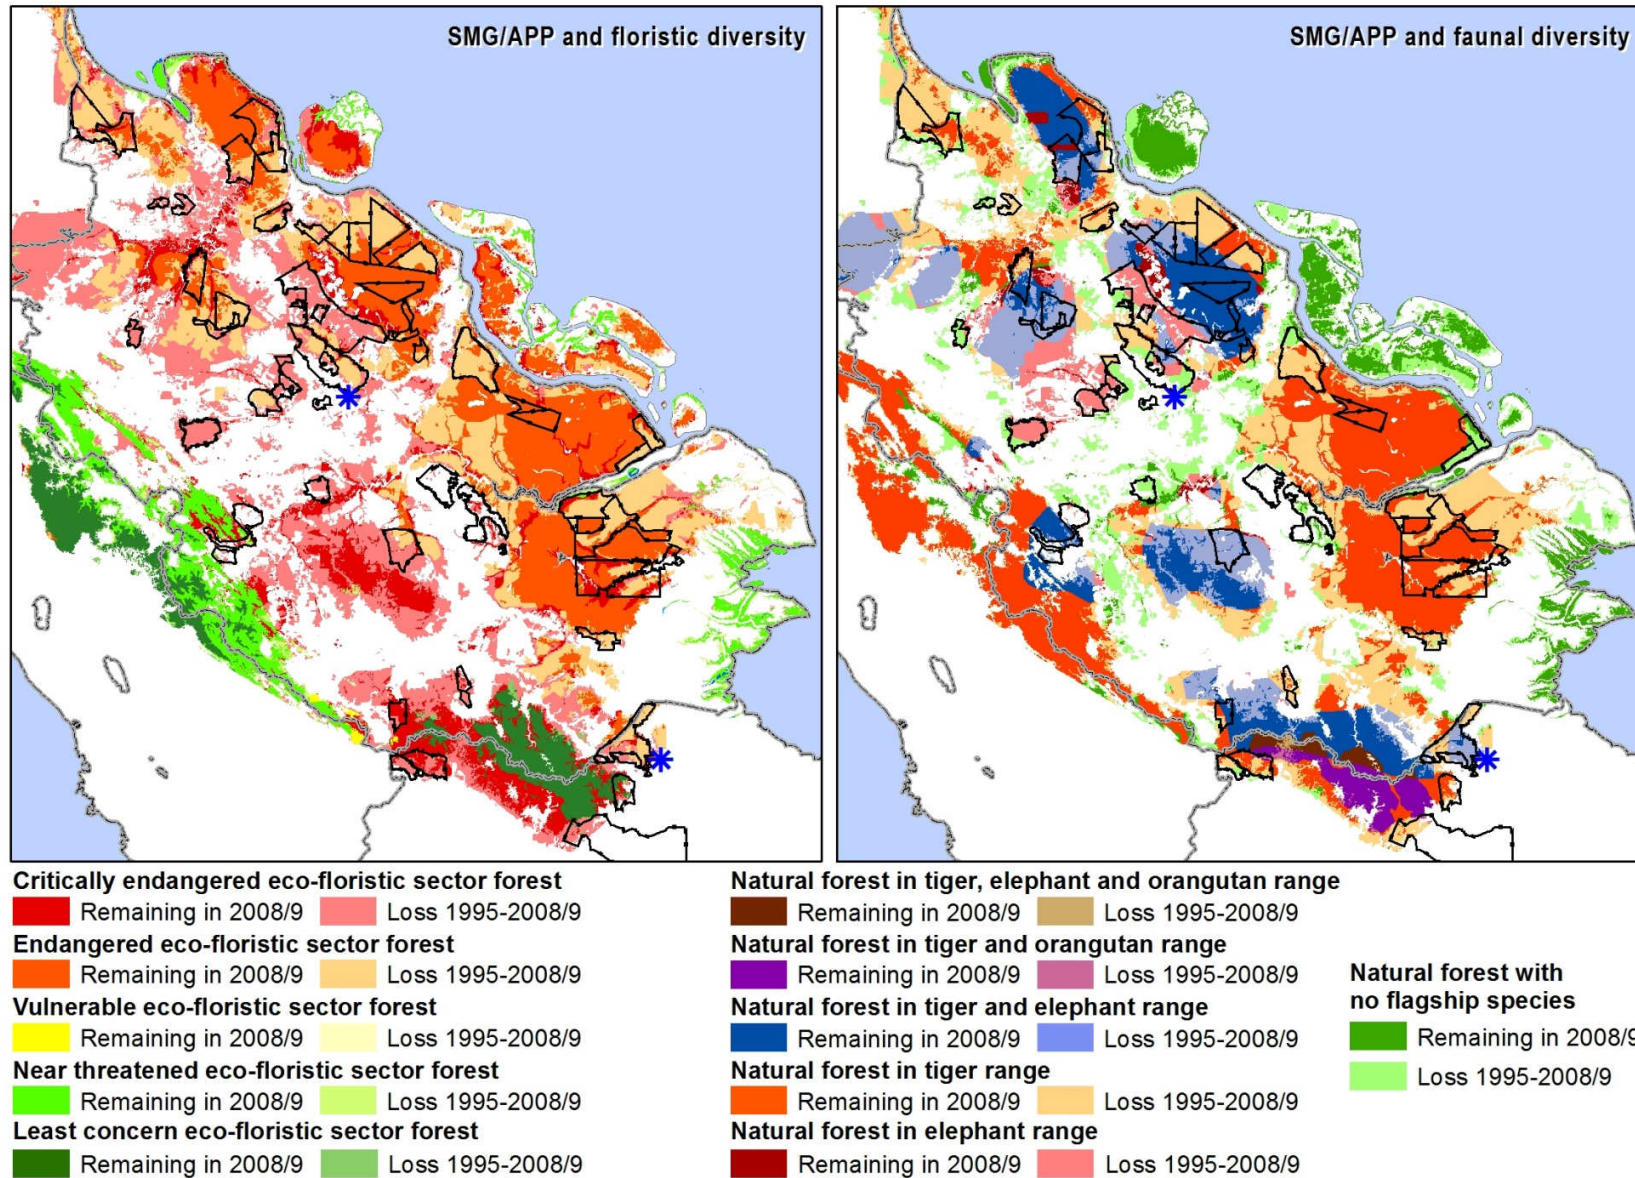 SMG/APP and floristic diversity
SMG/APP and faunal diversity
Critically endangered eco-floristic sector forest
Remaining in 2008/9 Loss 1995-2008/9
Endangered eco-floristic sector forest
Remaining in 2008/9 Loss 1995-2008/9
Vulnerable eco-floristic sector forest
Remaining in 2008/9 Loss 1995-2008/9
Near threatened eco-floristic sector forest
Remaining in 2008/9 Loss 1995-2008/9
Least concern eco-floristic sector forest
Remaining in 2008/9 Loss 1995-2008/9
Natural forest in tiger, elephant and orangutan range
Remaining in 2008/9 Loss 1995-2008/9
Natural forest in tiger and orangutan range
Remaining in 2008/9 Loss 1995-2008/9
Natural forest in tiger and elephant range
Remaining in 2008/9 Loss 1995-2008/9
Natural forest in tiger range
Remaining in 2008/9 Loss 1995-2008/9
Natural forest in elephant range
Remaining in 2008/9 Loss 1995-2008/9
Natural forest with
no flagship species
Remaining in 2008/9
Loss 1995-2008/9